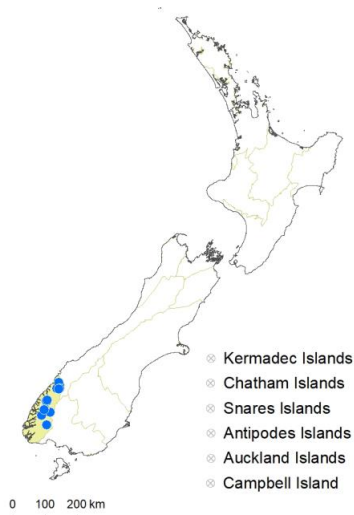 Kermadec Islands
Chatham Islands
Snares Islands
Antipodes Islands
Auckland Islands
Campbell Island
0 100 200 km